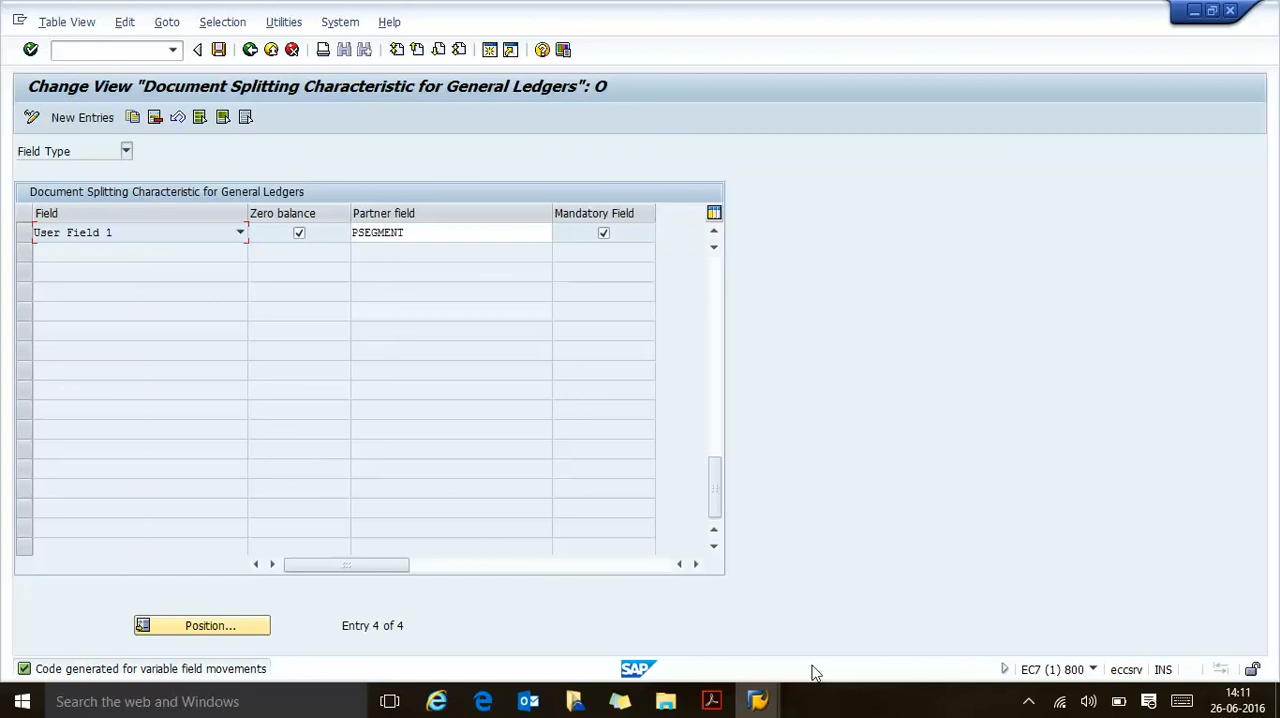 Table View Edit Goto Selection Utilities System Help
Change View "Document Splitting Characteristic for General Ledgers": O
New Entries
Field Type
Document Splitting Characteristic for General Ledgers
Field Zero balance Partner field Mandatory Field
User Field 1 PSEGMENT
Position... Entry 4 of 4
Code generated for variable field movements SAP EC7 (1) 800 eccsrv INS
Search the web and Windows
14:11
26-06-2016